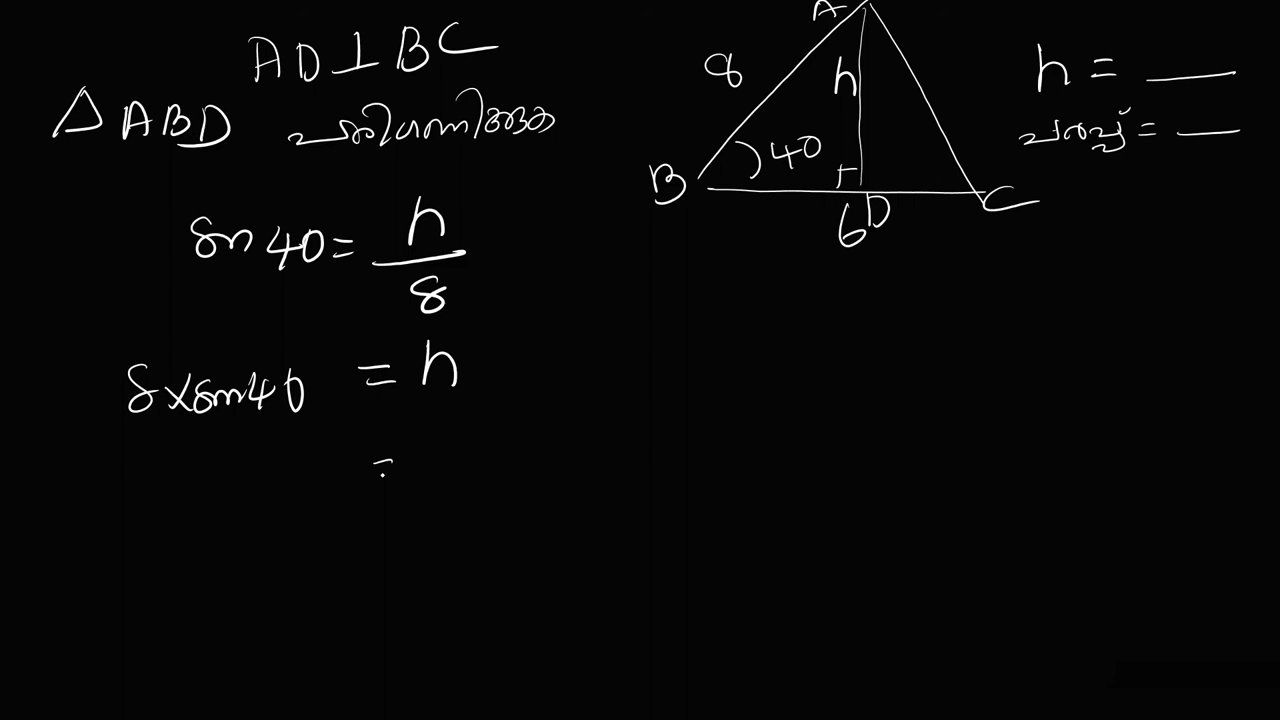 AD⊥BC
△ABD പരിഗണിക്കുക
sin 40 = h/8
8 × sin 40 = h
=
A
8
h
40
B
D
C
6
h = ___
പരപ്പ് = ___